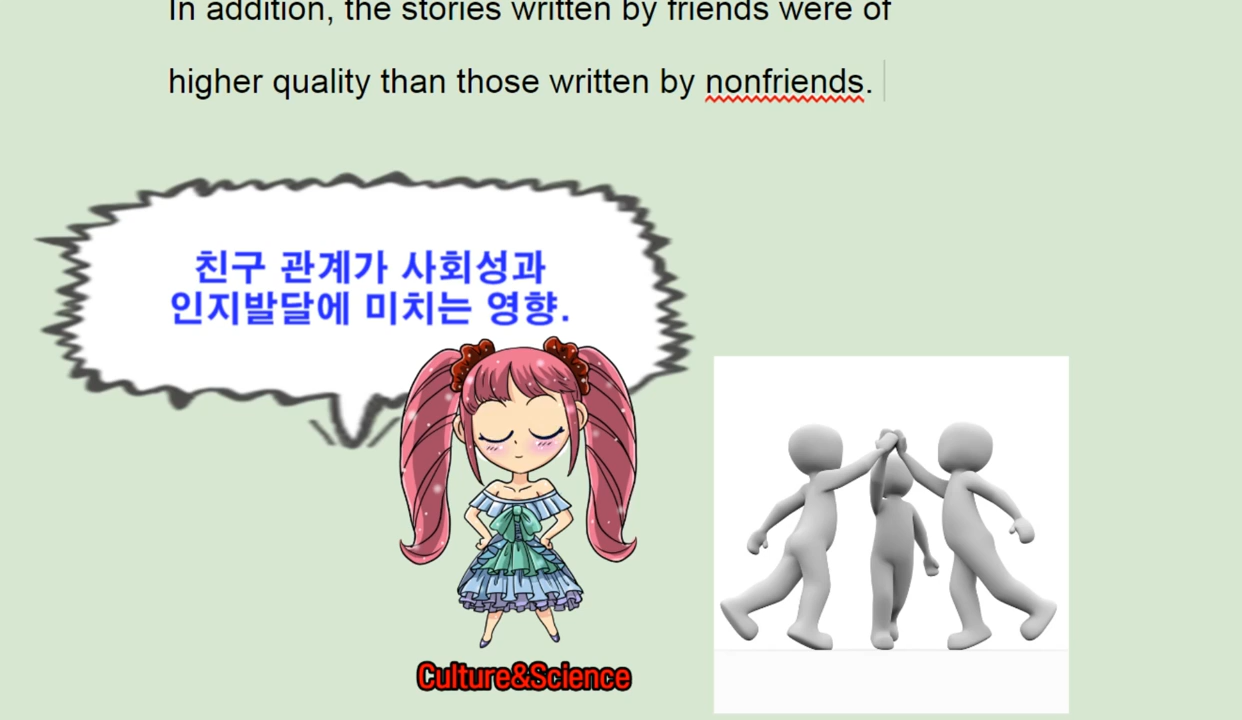 In addition, the stories written by friends were of
higher quality than those written by nonfriends.
친구 관계가 사회성과
인지발달에 미치는 영향.
Culture&Science